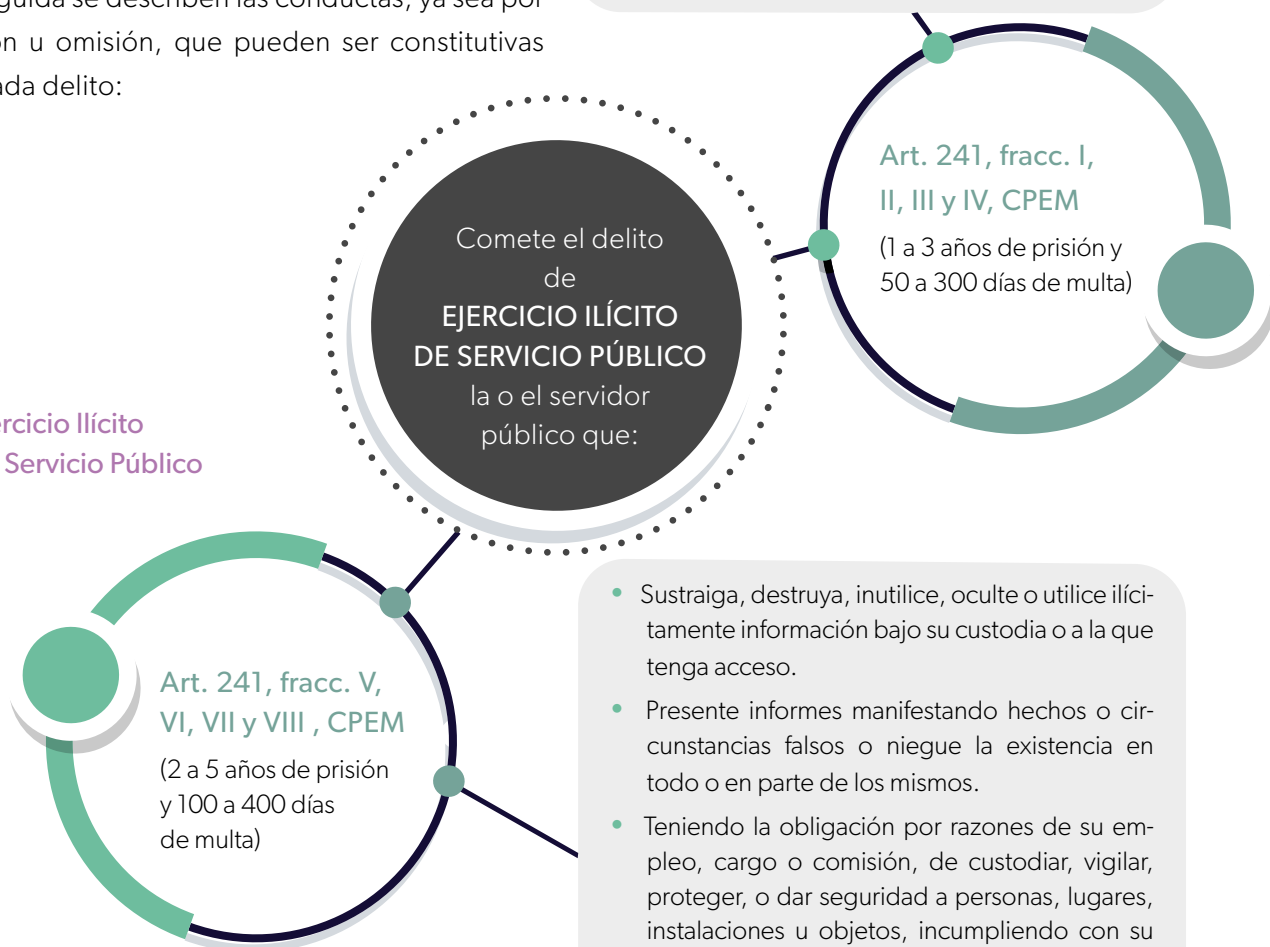 guida se describen las conductas, ya sea por
u omisión, que pueden ser constitutivas
ada delito:
Art. 241, fracc. I,
II, III y IV, CPEM
(1 a 3 años de prisión y
50 a 300 días de multa)
Comete el delito
de
EJERCICIO ILÍCITO
DE SERVICIO PÚBLICO
la o el servidor
público que:
rcicio Ilícito
Servicio Público
Art. 241, fracc. V,
VI, VII y VIII , CPEM
(2 a 5 años de prisión
y 100 a 400 días
de multa)
• Sustraiga, destruya, inutilice, oculte o utilice ilíci-
tamente información bajo su custodia o a la que
tenga acceso.
• Presente informes manifestando hechos o cir-
cunstancias falsos o niegue la existencia en
todo o en parte de los mismos.
• Teniendo la obligación por razones de su em-
pleo, cargo o comisión, de custodiar, vigilar,
proteger, o dar seguridad a personas, lugares,
instalaciones u objetos, incumpliendo con su